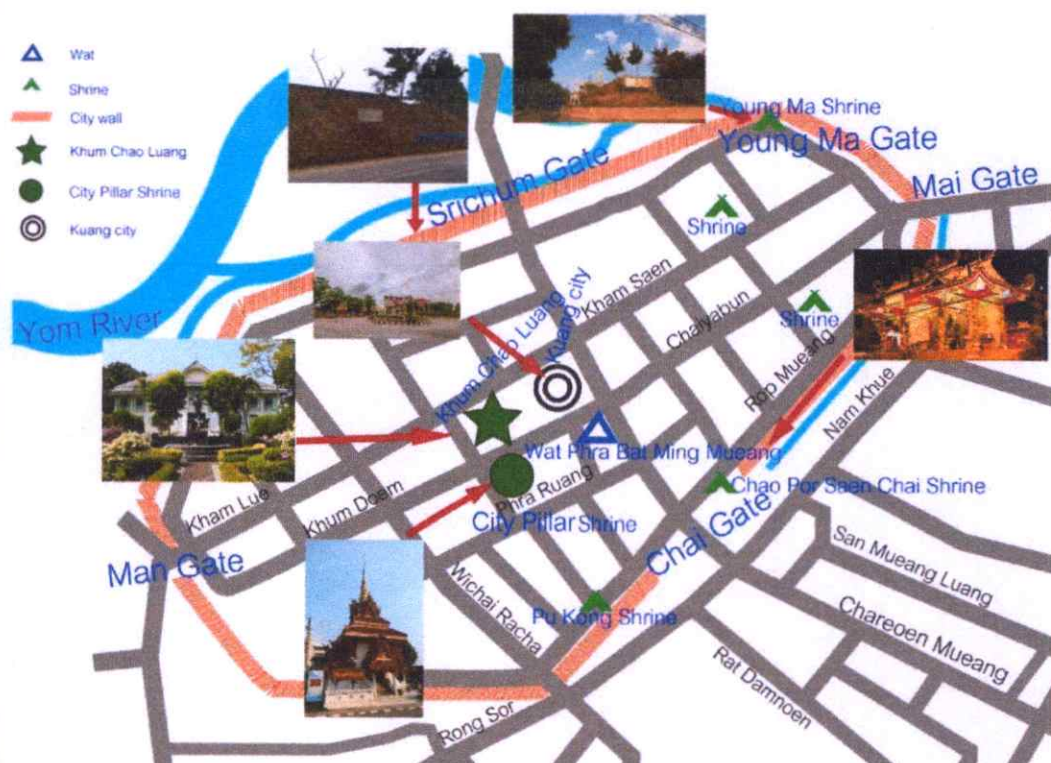 Wat
Shrine
City wall
Khum Chao Luang
City Pillar Shrine
Kuang city
Young Ma Shrine
Young Ma Gate
Mai Gate
Srichum Gate
Shrine
Kham Saen
Kuang city
Khum Chao Luang
Chaiyabun
Shrine
Yom River
Rop Mueang
Nam Khue
Wat Phra Bat Ming Mueang
Chao Por Saen Chai Shrine
Kham Lue
Khum Doem
Phra Ruang
City Pillar Shrine
Chai Gate
San Mueang Luang
Man Gate
Wichai Racha
Pu Kong Shrine
Chareoen Mueang
Rat Damnoen
Rong Sor